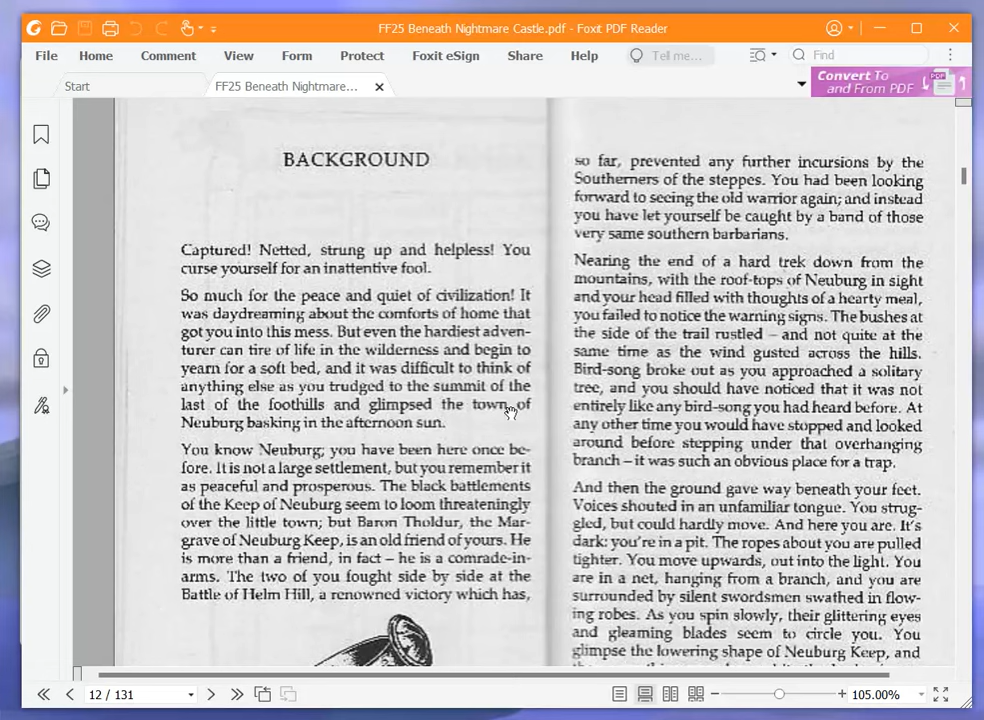 FF25 Beneath Nightmare Castle.pdf - Foxit PDF Reader
File Home Comment View Form Protect Foxit eSign Share Help Tell me... Find
Start FF25 Beneath Nightmare... Convert To
and From PDF
PDF
BACKGROUND
Captured! Netted, strung up and helpless! You
curse yourself for an inattentive fool.
So much for the peace and quiet of civilization! It
was daydreaming about the comforts of home that
got you into this mess. But even the hardiest adven-
turer can tire of life in the wilderness and begin to
yearn for a soft bed, and it was difficult to think of
anything else as you trudged to the summit of the
last of the foothills and glimpsed the town of
Neuburg basking in the afternoon sun.
You know Neuburg; you have been here once be-
fore. It is not a large settlement, but you remember it
as peaceful and prosperous. The black battlements
of the Keep of Neuburg seem to loom threateningly
over the little town; but Baron Tholdur, the Mar-
grave of Neuburg Keep, is an old friend of yours. He
is more than a friend, in fact – he is a comrade-in-
arms. The two of you fought side by side at the
Battle of Helm Hill, a renowned victory which has,
so far, prevented any further incursions by the
Southerners of the steppes. You had been looking
forward to seeing the old warrior again; and instead
you have let yourself be caught by a band of those
very same southern barbarians.
Nearing the end of a hard trek down from the
mountains, with the roof-tops of Neuburg in sight
and your head filled with thoughts of a hearty meal,
you failed to notice the warning signs. The bushes at
the side of the trail rustled – and not quite at the
same time as the wind gusted across the hills.
Bird-song broke out as you approached a solitary
tree, and you should have noticed that it was not
entirely like any bird-song you had heard before. At
any other time you would have stopped and looked
around before stepping under that overhanging
branch – it was such an obvious place for a trap.
And then the ground gave way beneath your feet.
Voices shouted in an unfamiliar tongue. You strug-
gled, but could hardly move. And here you are. It's
dark: you're in a pit. The ropes about you are pulled
tighter. You move upwards, out into the light. You
are in a net, hanging from a branch, and you are
surrounded by silent swordsmen swathed in flow-
ing robes. As you spin slowly, their glittering eyes
and gleaming blades seem to circle you. You
glimpse the lowering shape of Neuburg Keep, and
12 / 131 105.00%